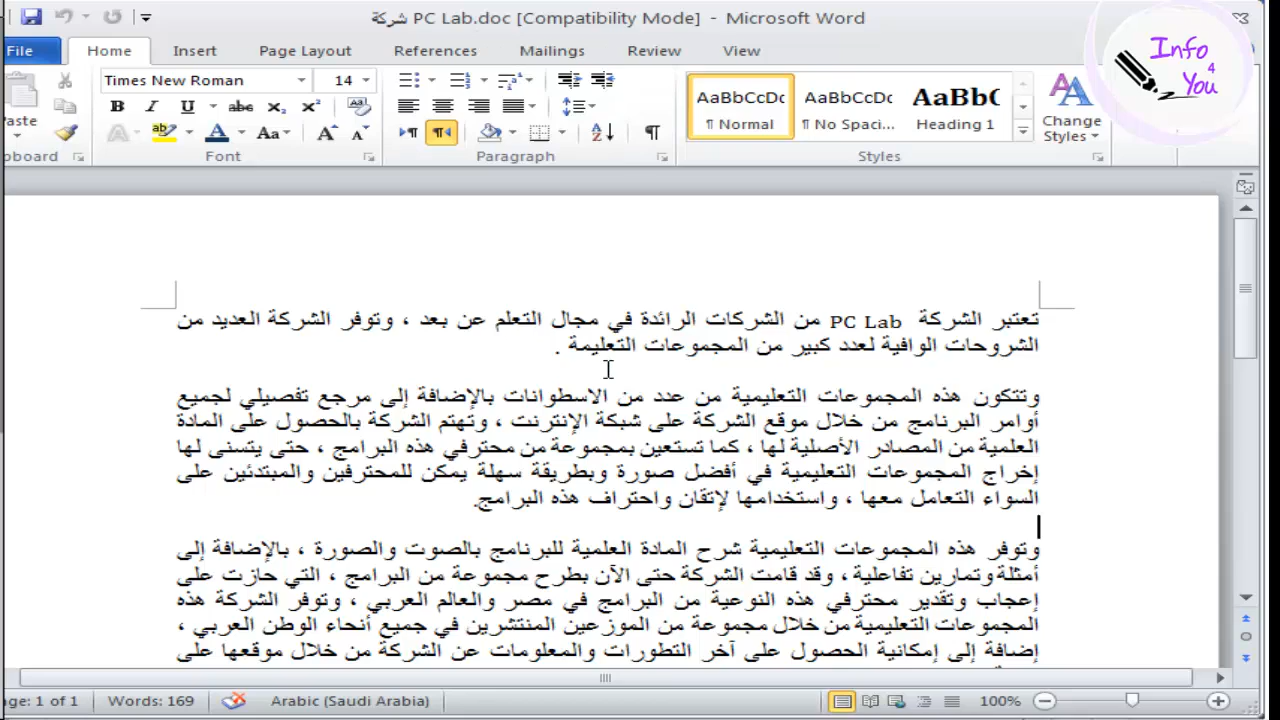 شركة PC Lab.doc [Compatibility Mode] - Microsoft Word
Info
4
You
File Home Insert Page Layout References Mailings Review View
Times New Roman 14
AaBbCcDc AaBbCcDc AaBbC
¶ Normal ¶ No Spaci... Heading 1
Change
Styles
Font Paragraph Styles
تعتبر الشركة PC Lab من الشركات الرائدة في مجال التعلم عن بعد ، وتوفر الشركة العديد من
الشروحات الوافية لعدد كبير من المجموعات التعليمة .
وتتكون هذه المجموعات التعليمية من عدد من الاسطوانات بالإضافة إلى مرجع تفصيلي لجميع
أوامر البرنامج من خلال موقع الشركة على شبكة الإنترنت ، وتهتم الشركة بالحصول على المادة
العلمية من المصادر الأصلية لها ، كما تستعين بمجموعة من محترفي هذه البرامج ، حتى يتسنى لها
إخراج المجموعات التعليمية في أفضل صورة وبطريقة سهلة يمكن للمحترفين والمبتدئين على
السواء التعامل معها ، واستخدامها لإتقان واحتراف هذه البرامج.
وتوفر هذه المجموعات التعليمية شرح المادة العلمية للبرنامج بالصوت والصورة ، بالإضافة إلى
أمثلة وتمارين تفاعلية ، وقد قامت الشركة حتى الآن بطرح مجموعة من البرامج ، التي حازت على
إعجاب وتقدير محترفي هذه النوعية من البرامج في مصر والعالم العربي ، وتوفر الشركة هذه
المجموعات التعليمية من خلال مجموعة من الموزعين المنتشرين في جميع أنحاء الوطن العربي ،
إضافة إلى إمكانية الحصول على آخر التطورات والمعلومات عن الشركة من خلال موقعها على
ge: 1 of 1 Words: 169 Arabic (Saudi Arabia) 100%